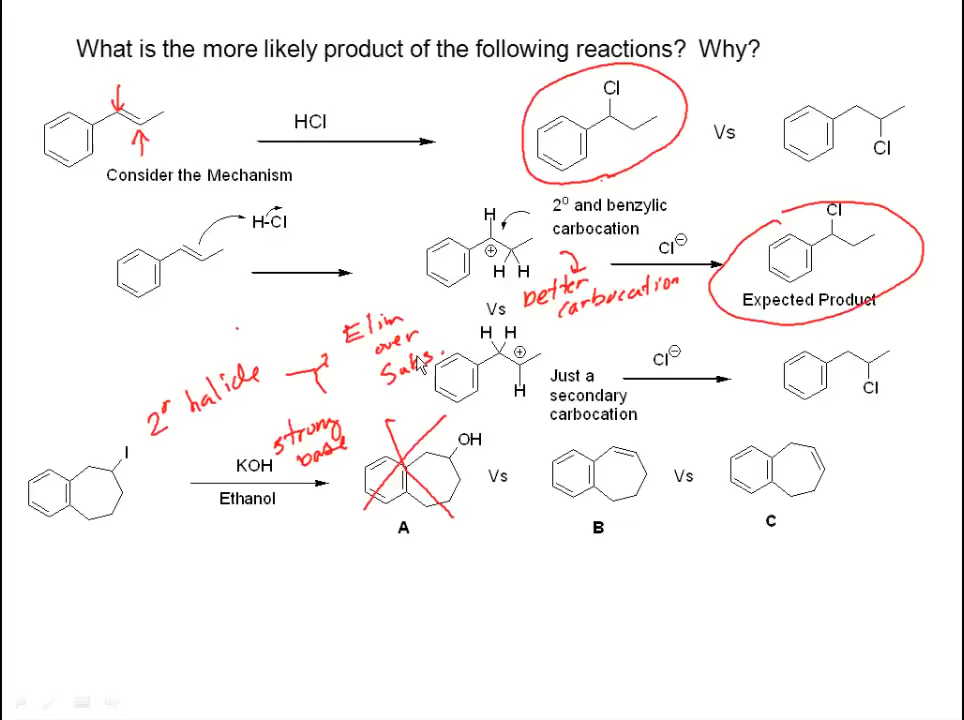 What is the more likely product of the following reactions?  Why?
HCl
Cl
Vs
Cl
Consider the Mechanism
H-Cl
H
⊕
H H
2⁰ and benzylic
carbocation
Cl⊖
Cl
Expected Product
better
carbocation
Vs
Elim
over
Subs.
2° halide
H H
⊕
H
Just a
secondary
carbocation
Cl⊖
Cl
strong
base
I
KOH
Ethanol
OH
A
Vs
B
Vs
C